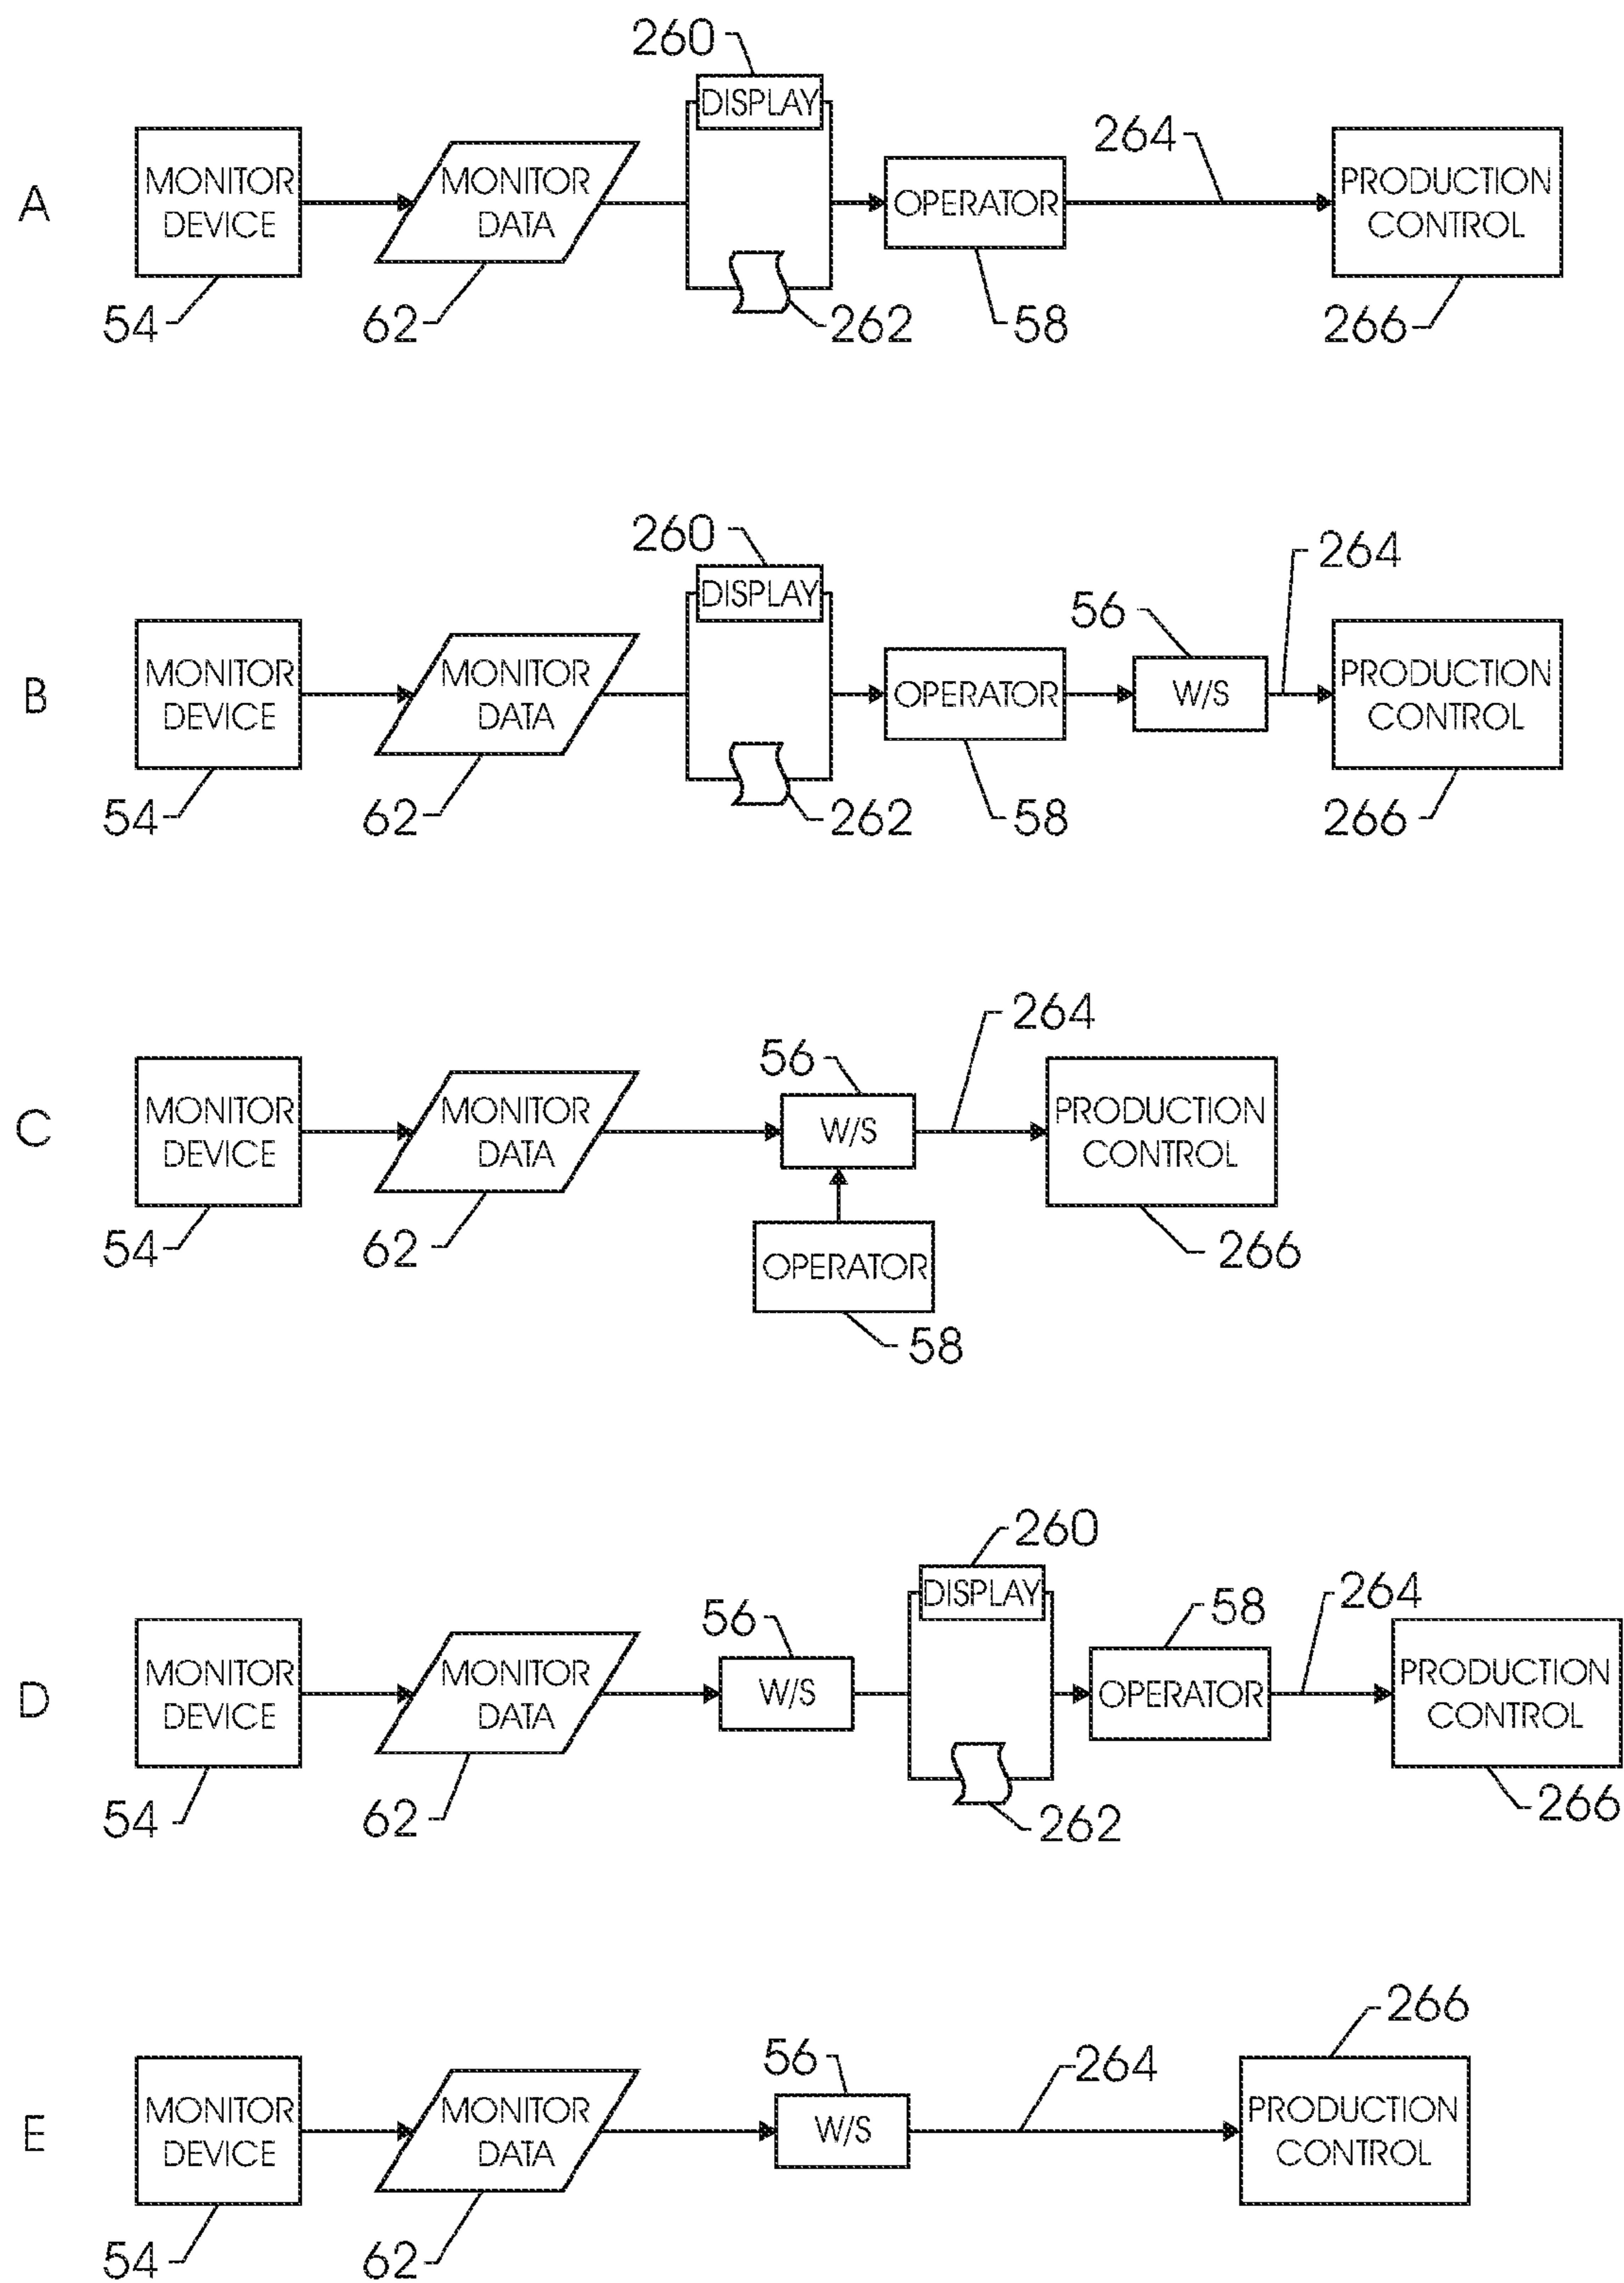 260
DISPLAY
264
A
MONITOR
DEVICE
MONITOR
DATA
OPERATOR
PRODUCTION
CONTROL
54
62
262
58
266
260
DISPLAY
264
56
B
MONITOR
DEVICE
MONITOR
DATA
OPERATOR
W/S
PRODUCTION
CONTROL
54
62
262
58
266
264
56
C
MONITOR
DEVICE
MONITOR
DATA
W/S
PRODUCTION
CONTROL
54
62
OPERATOR
266
58
260
DISPLAY
56
58
264
D
MONITOR
DEVICE
MONITOR
DATA
W/S
OPERATOR
PRODUCTION
CONTROL
54
62
262
266
266
56
264
E
MONITOR
DEVICE
MONITOR
DATA
W/S
PRODUCTION
CONTROL
54
62